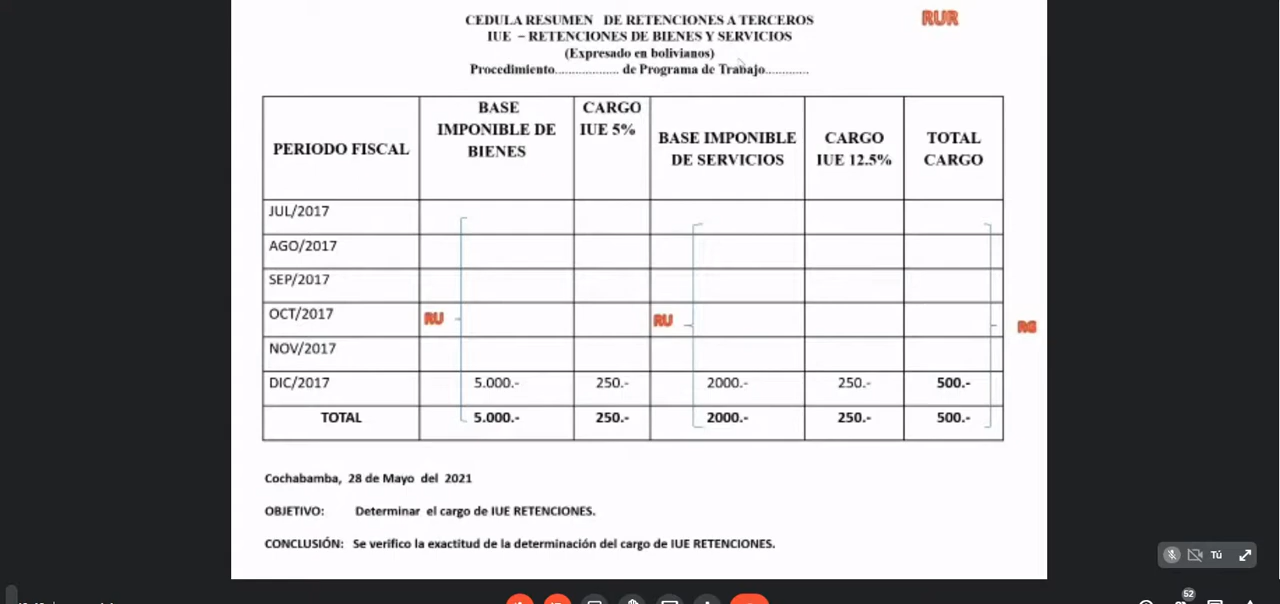 CEDULA RESUMEN DE RETENCIONES A TERCEROS
RUR
IUE – RETENCIONES DE BIENES Y SERVICIOS
(Expresado en bolivianos)
Procedimiento................... de Programa de Trabajo.............
PERIODO FISCAL
BASE
IMPONIBLE DE
BIENES
CARGO
IUE 5%
BASE IMPONIBLE
DE SERVICIOS
CARGO
IUE 12.5%
TOTAL
CARGO
JUL/2017
AGO/2017
SEP/2017
OCT/2017
RU
RU
RG
NOV/2017
DIC/2017 5.000.- 250.- 2000.- 250.- 500.-
TOTAL 5.000.- 250.- 2000.- 250.- 500.-
Cochabamba, 28 de Mayo del 2021
OBJETIVO: Determinar el cargo de IUE RETENCIONES.
CONCLUSIÓN: Se verifico la exactitud de la determinación del cargo de IUE RETENCIONES.
Tú
52